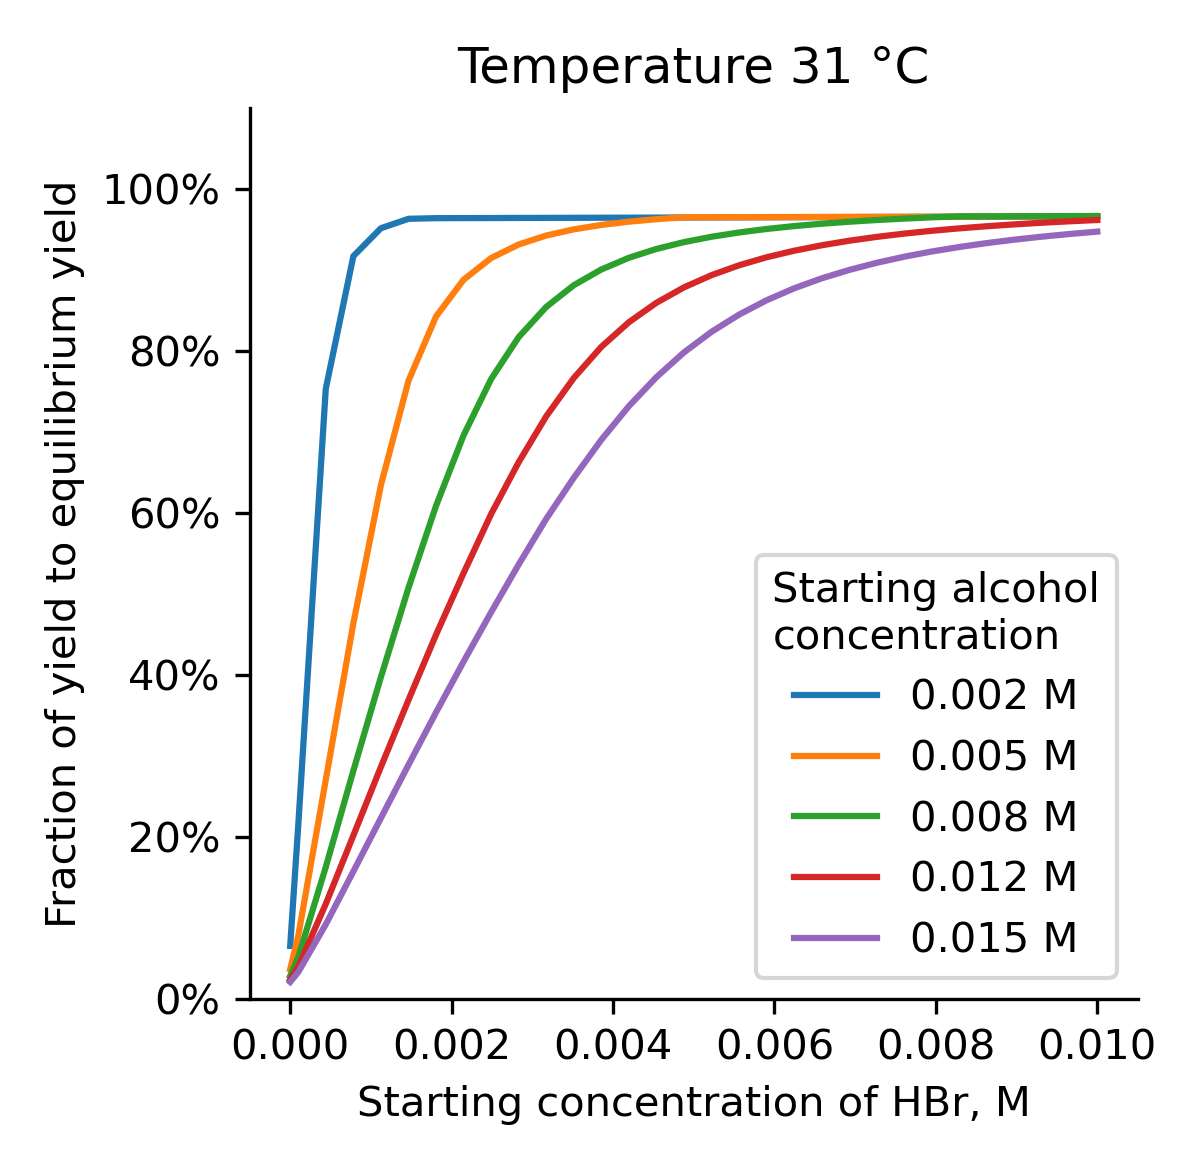 Temperature 31 °C
Fraction of yield to equilibrium yield
100%
80%
60%
40%
20%
0%
0.000 0.002 0.004 0.006 0.008 0.010
Starting concentration of HBr, M
Starting alcohol
concentration
0.002 M
0.005 M
0.008 M
0.012 M
0.015 M